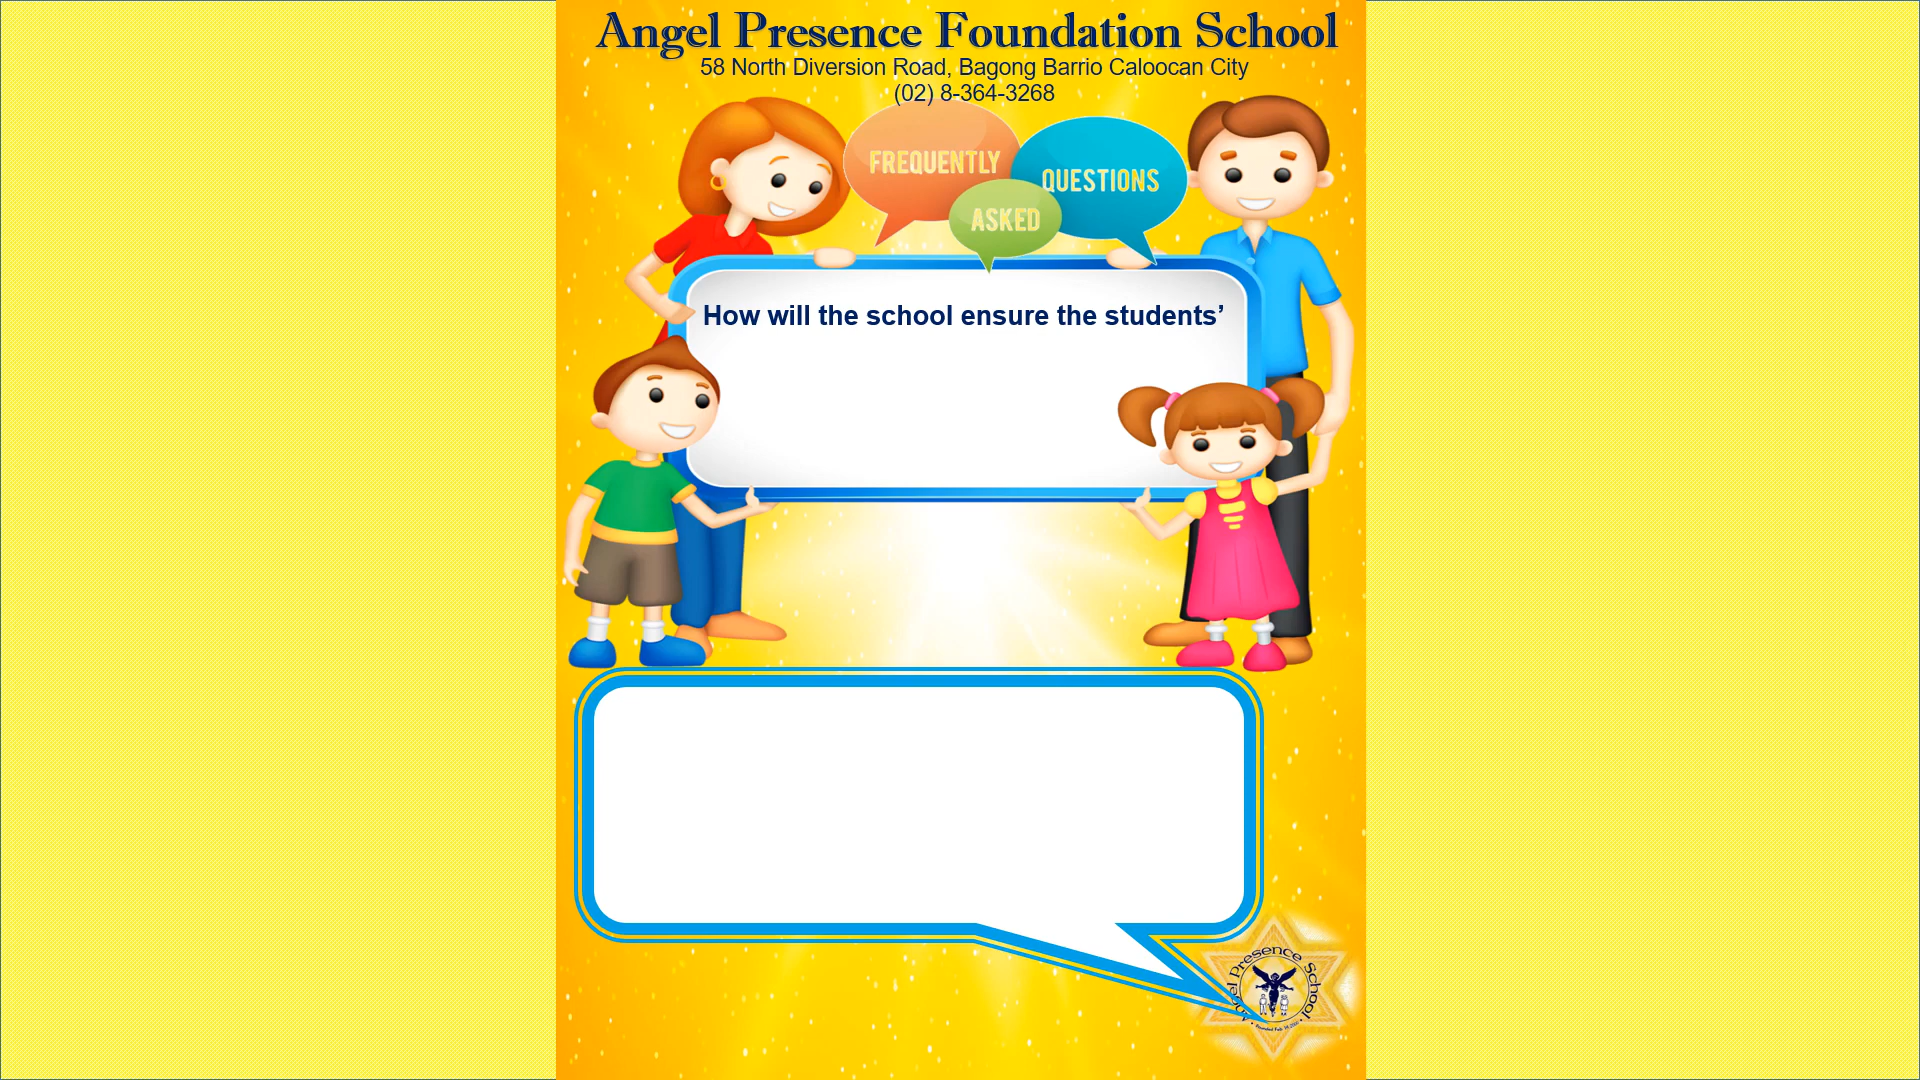 Angel Presence Foundation School
58 North Diversion Road, Bagong Barrio Caloocan City
(02) 8-364-3268
FREQUENTLY
ASKED
QUESTIONS
How will the school ensure the students’
Angel Presence School